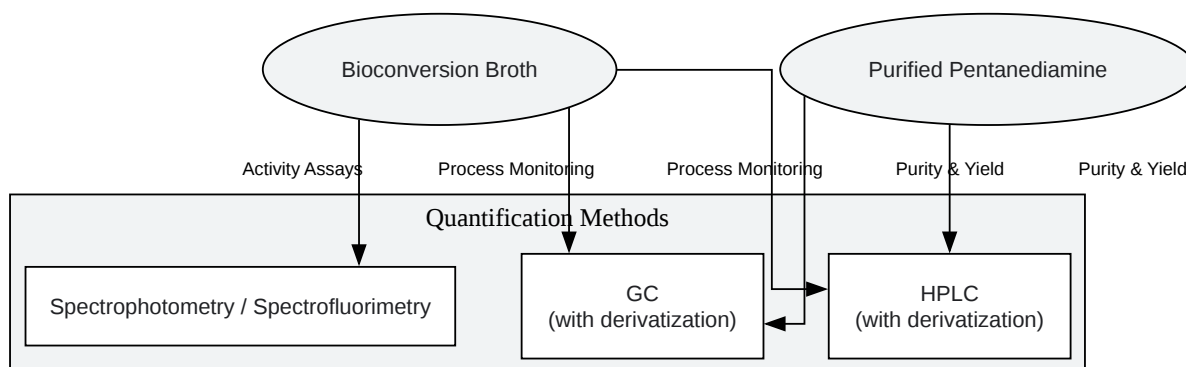 Bioconversion Broth
Purified Pentanediamine
Activity Assays
Process Monitoring
Process Monitoring
Purity & Yield
Purity & Yield
Quantification Methods
Spectrophotometry / Spectrofluorimetry
GC
(with derivatization)
HPLC
(with derivatization)